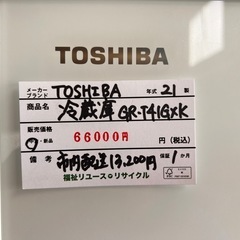 TOSHIBA
メーカー ブランド TOSHIBA 年式 21 製
商品名 冷蔵庫 GR-T41GXK
販売価格 66000円 円(税込)
・新品
備考 市内配送13,200円 保証1ヶ月
福祉リユース リサイクル